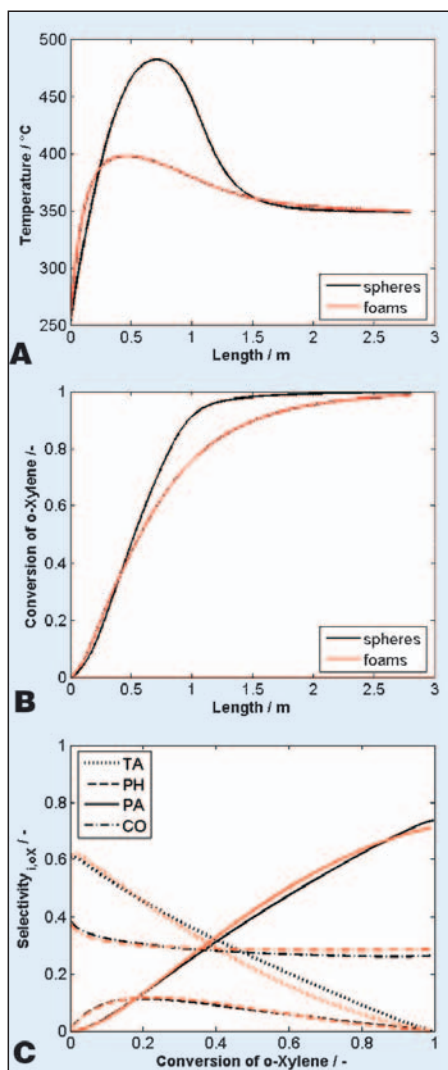 500
450
400
350
300
250
Temperature / °C
spheres
foams
0 0.5 1 1.5 2 2.5 3
Length / m
A
1
0.8
0.6
0.4
0.2
0
Conversion of o-Xylene /-
spheres
foams
0 0.5 1 1.5 2 2.5 3
Length / m
B
1
0.8
0.6
0.4
0.2
0
Selectivity i,oX / -
TA
PH
PA
CO
0 0.2 0.4 0.6 0.8 1
Conversion of o-Xylene / -
C